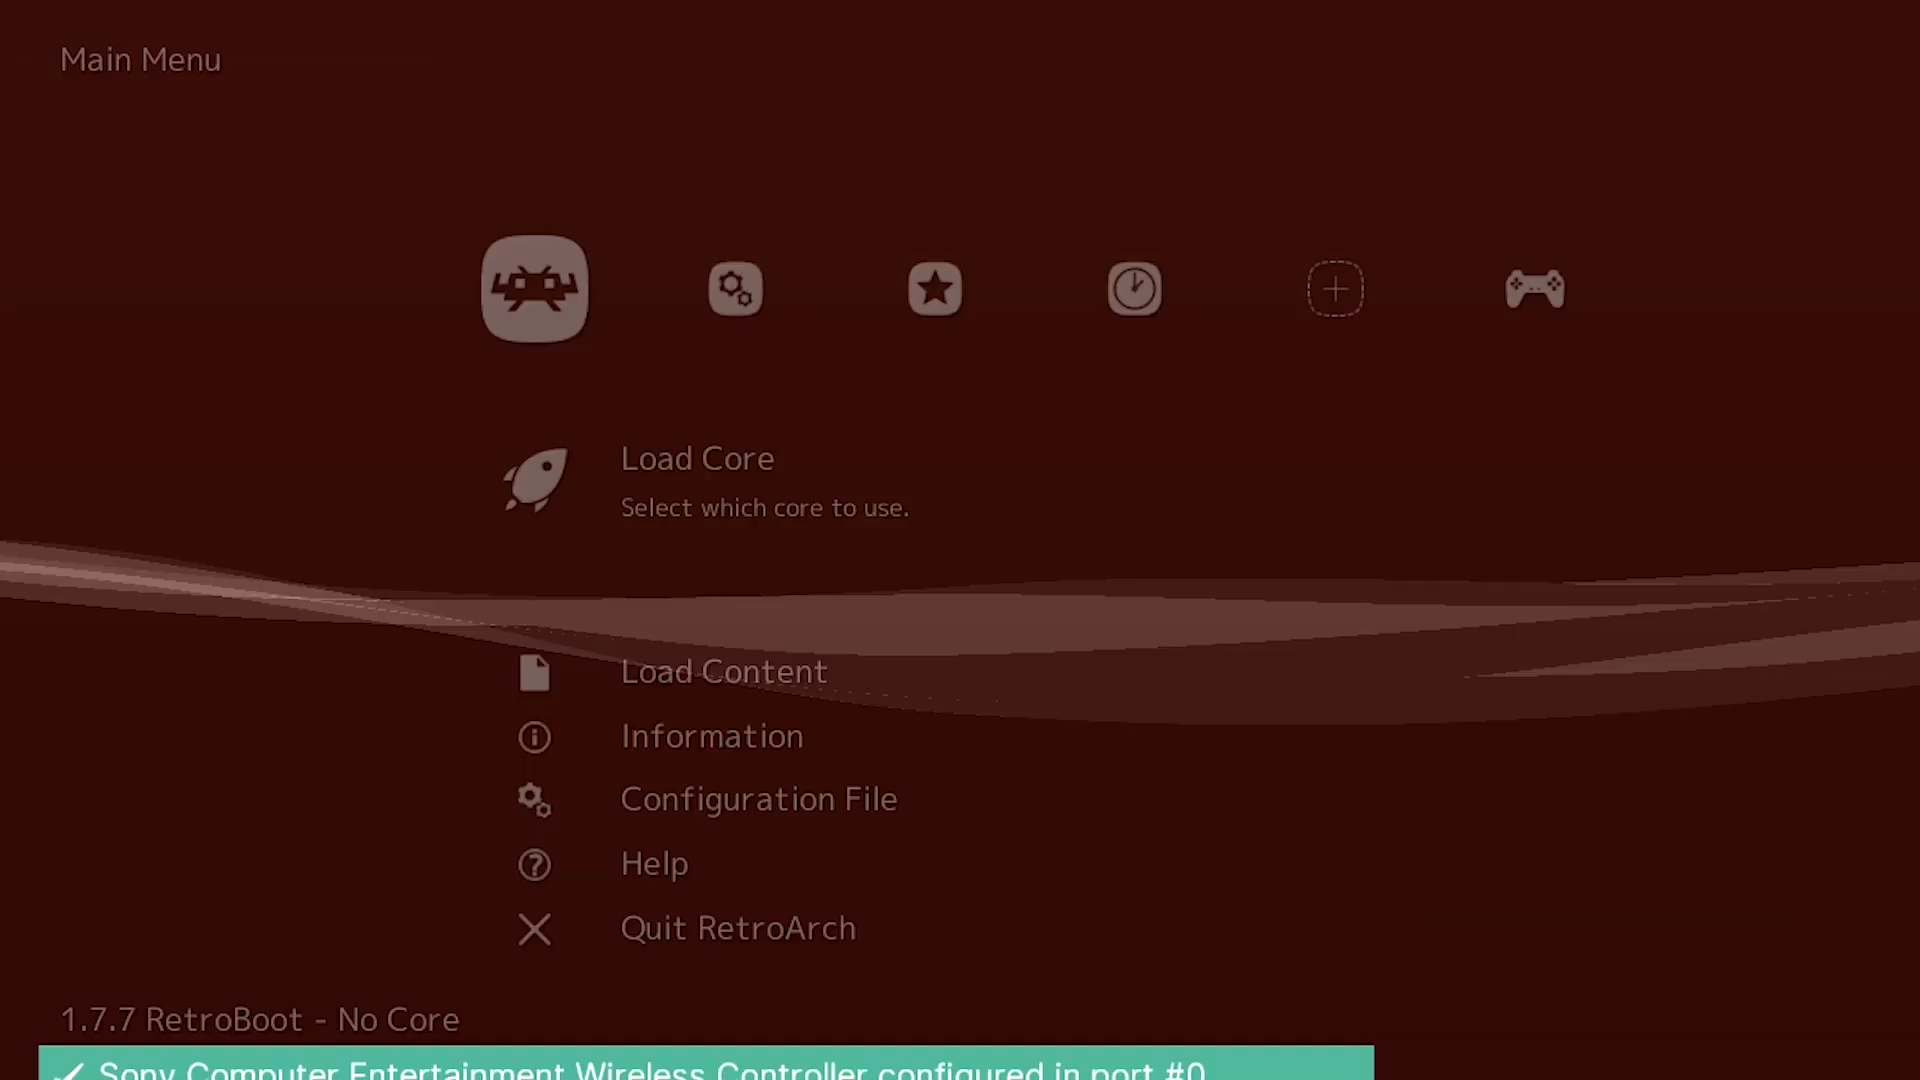 Main Menu
Load Core
Select which core to use.
Load Content
Information
Configuration File
Help
Quit RetroArch
1.7.7 RetroBoot - No Core
Sony Computer Entertainment Wireless Controller configured in port #0